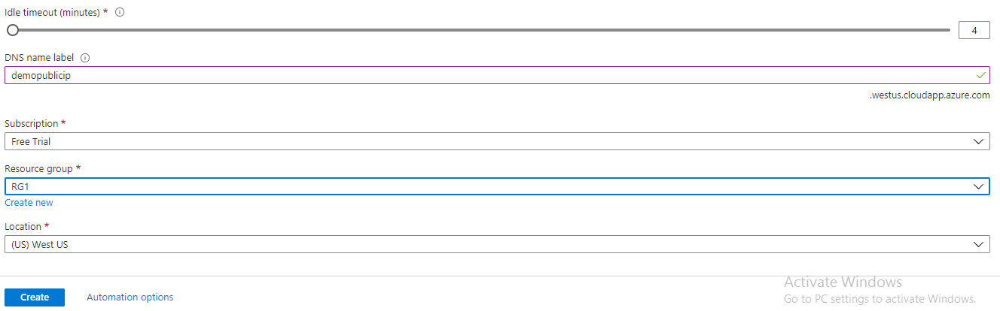 Idle timeout (minutes) *
4
DNS name label
demopublicip
.westus.cloudapp.azure.com
Subscription *
Free Trial
Resource group *
RG1
Create new
Location *
(US) West US
Create Automation options
Activate Windows
Go to PC settings to activate Windows.